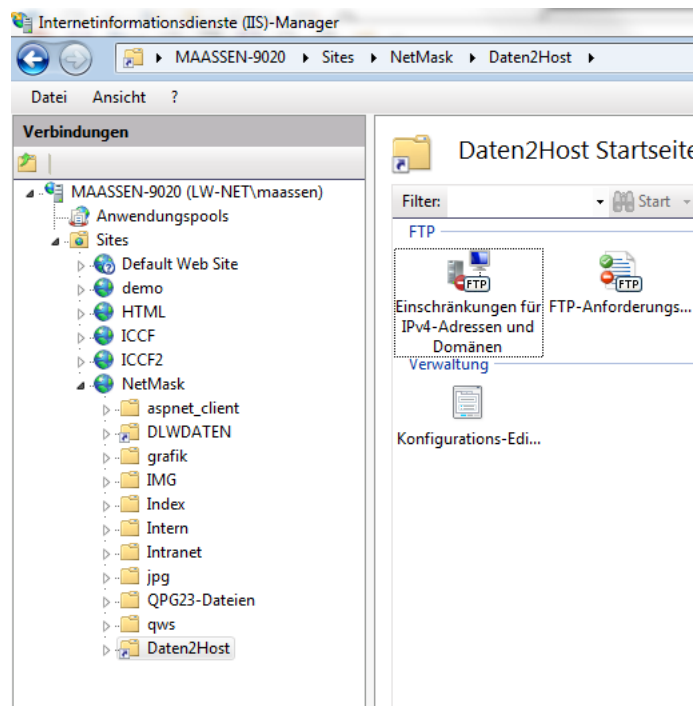 Internetinformationsdienste (IIS)-Manager
MAASSEN-9020 Sites NetMask Daten2Host
Datei Ansicht ?
Verbindungen
MAASSEN-9020 (LW-NET\maassen)
Anwendungspools
Sites
Default Web Site
demo
HTML
ICCF
ICCF2
NetMask
aspnet_client
DLWDATEN
grafik
IMG
Index
Intern
Intranet
jpg
QPG23-Dateien
qws
Daten2Host
Daten2Host Startseite
Filter: Start
FTP
FTP FTP
Einschränkungen für IPv4-Adressen und Domänen
FTP-Anforderungs...
Verwaltung
Konfigurations-Edi...